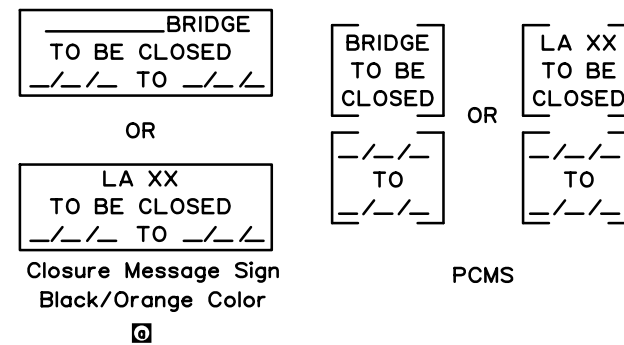 ________BRIDGE
TO BE CLOSED
_/_/_ TO _/_/_
OR
LA XX
TO BE CLOSED
_/_/_ TO _/_/_
Closure Message Sign
Black/Orange Color
a
BRIDGE
TO BE
CLOSED
_/_/_
TO
_/_/_
OR
LA XX
TO BE
CLOSED
_/_/_
TO
_/_/_
PCMS